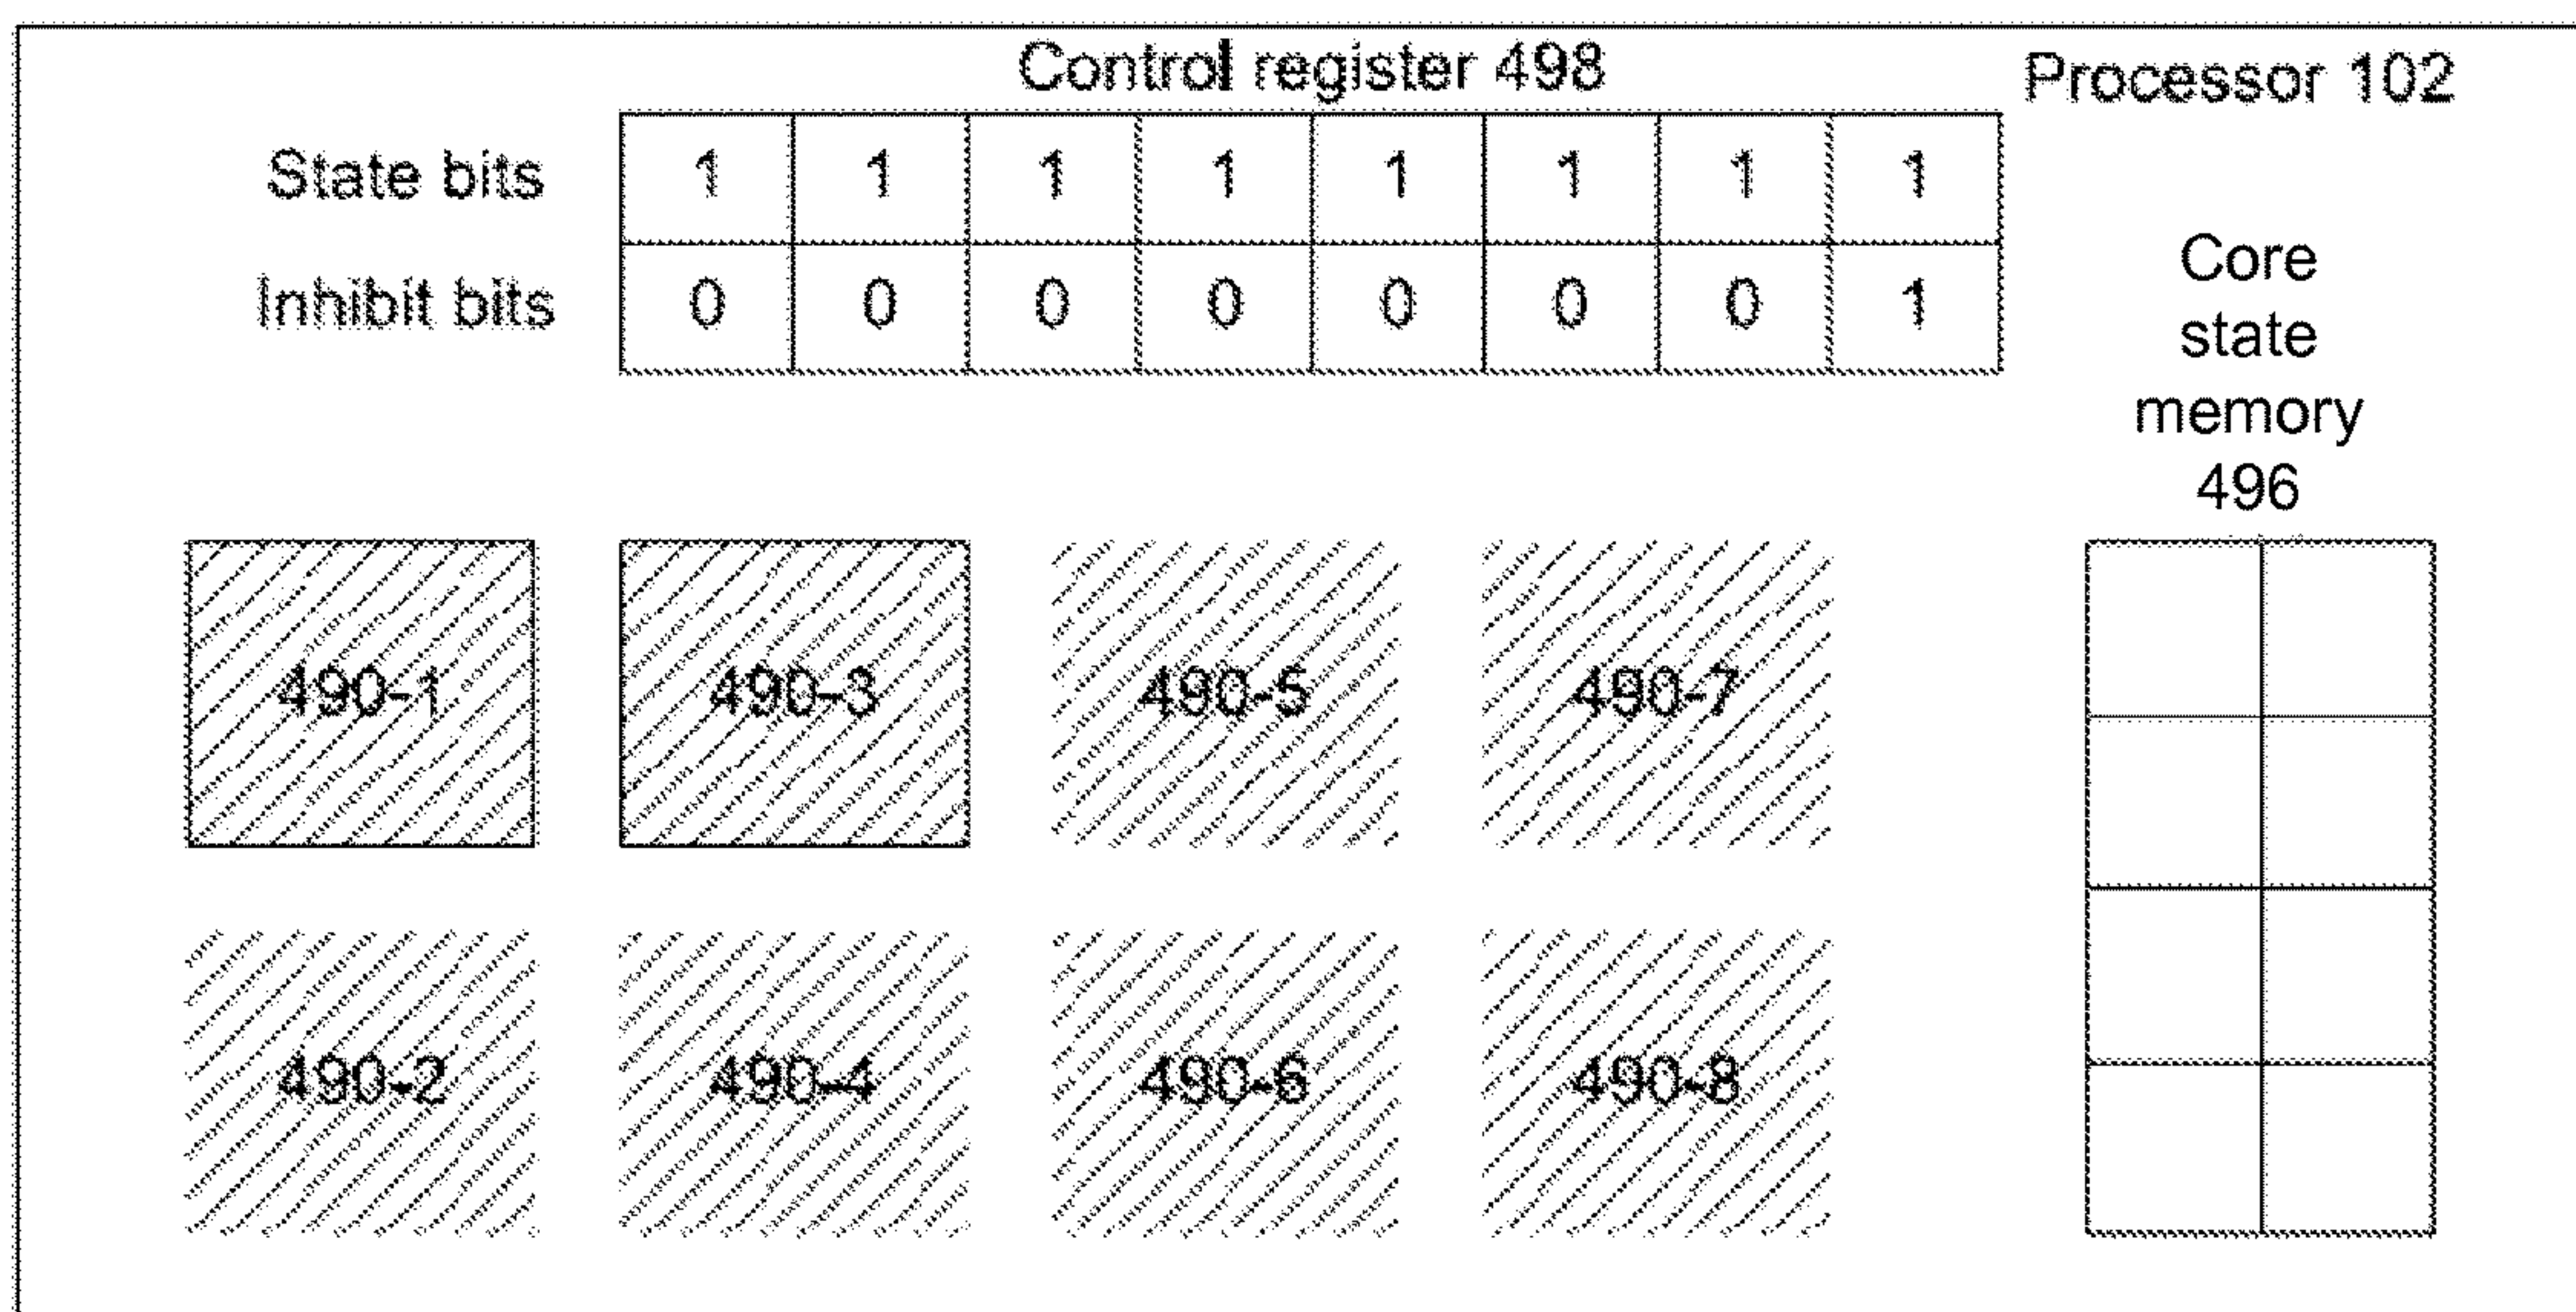 Control register 498
Processor 102
State bits 1 1 1 1 1 1 1 1
Inhibit bits 0 0 0 0 0 0 0 1
Core
state
memory
496
490-1 490-3 490-5 490-7
490-2 490-4 490-6 490-8